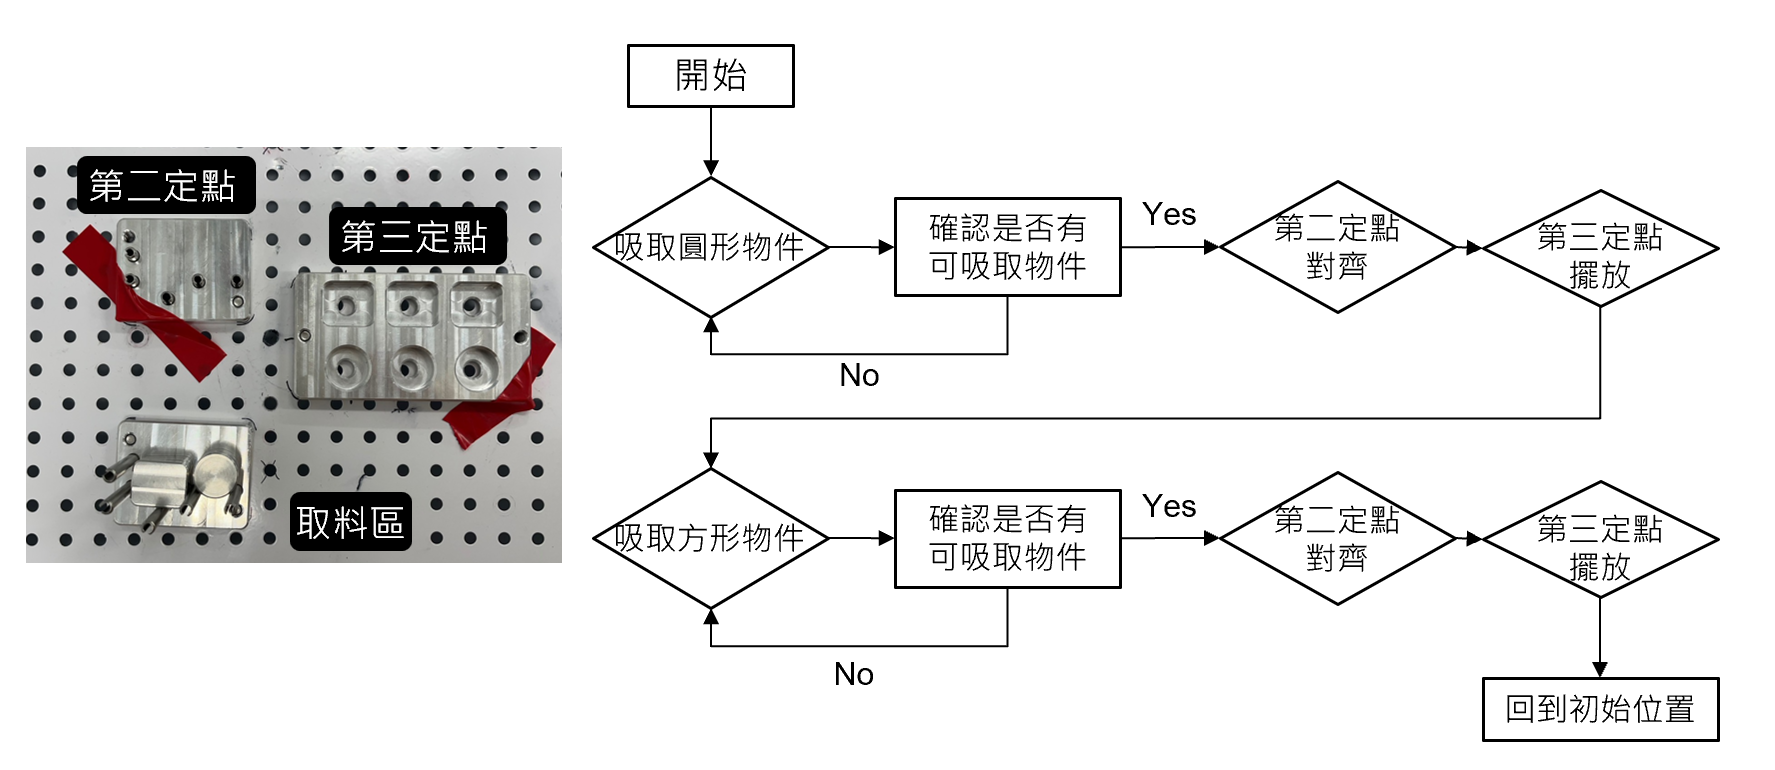 開始
第二定點
第三定點
取料區
吸取圓形物件
確認是否有
可吸取物件
Yes
No
第二定點
對齊
第三定點
擺放
吸取方形物件
確認是否有
可吸取物件
Yes
No
第二定點
對齊
第三定點
擺放
回到初始位置